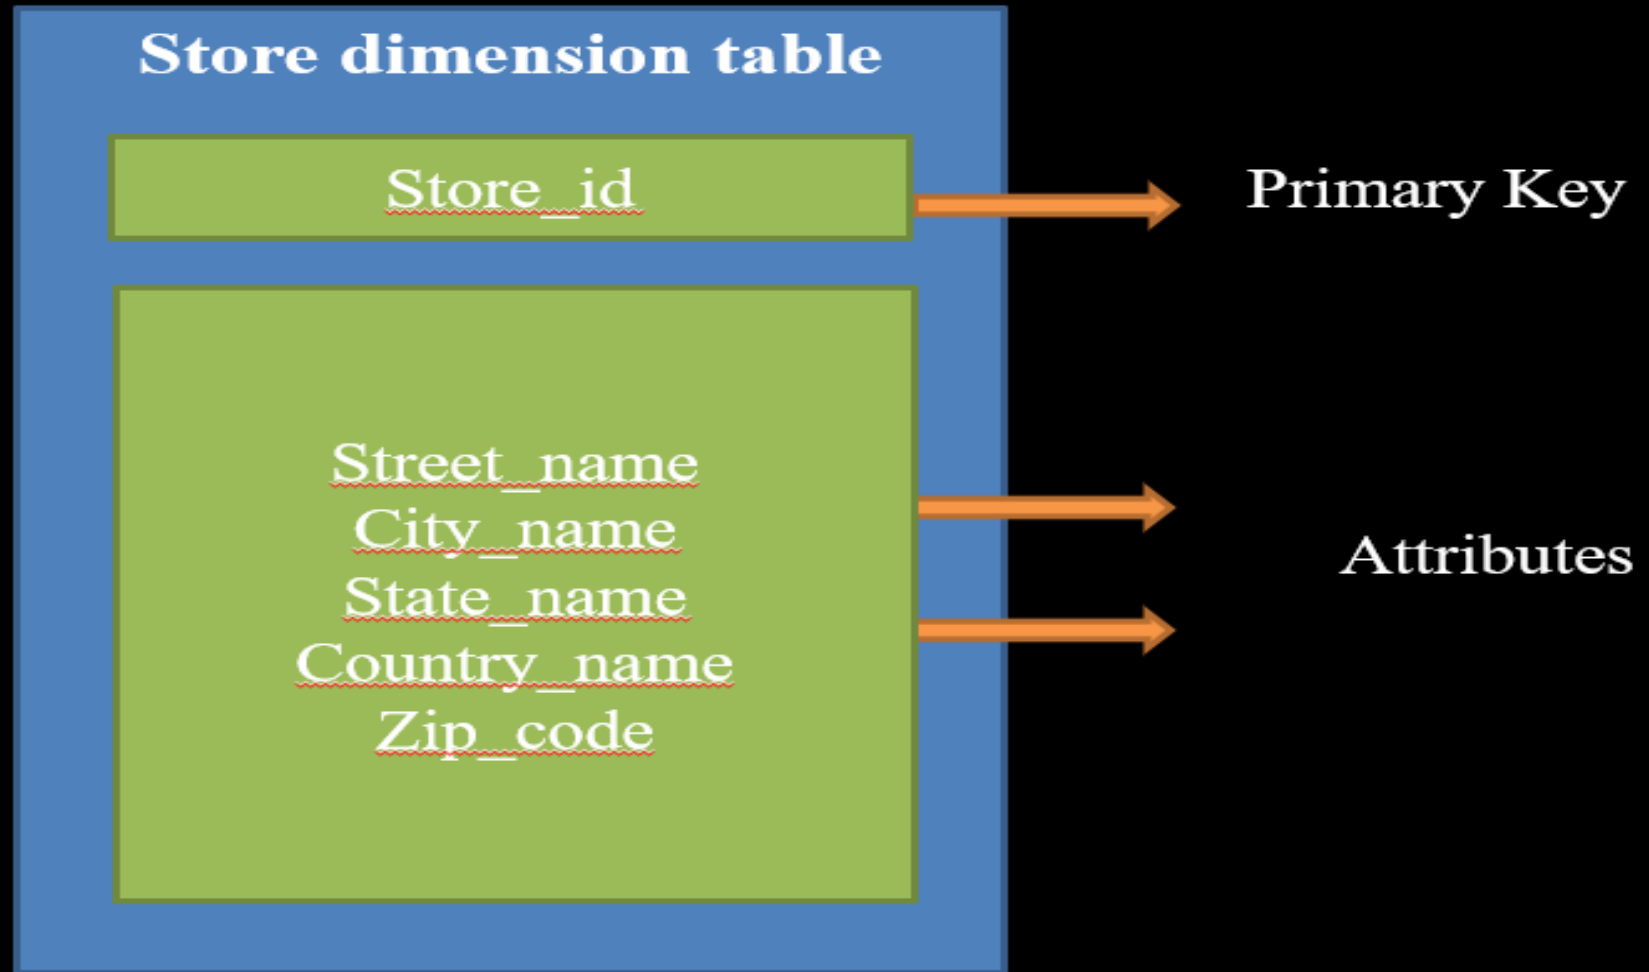 Store dimension table
Store_id
Primary Key
Street_name
City_name
State_name
Country_name
Zip_code
Attributes